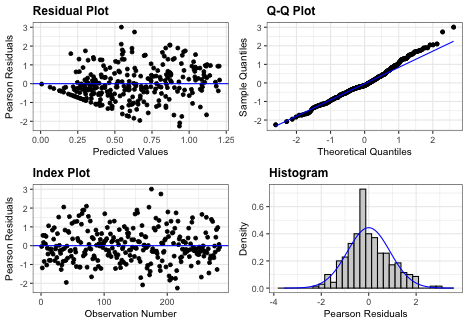 Residual Plot
Pearson Residuals
3
2
1
0
-1
-2
0.00 0.25 0.50 0.75 1.00 1.25
Predicted Values
Q-Q Plot
Sample Quantiles
3
2
1
0
-1
-2
-2 0 2
Theoretical Quantiles
Index Plot
Pearson Residuals
3
2
1
0
-1
-2
0 100 200
Observation Number
Histogram
Density
0.6
0.4
0.2
0.0
-4 -2 0 2
Pearson Residuals